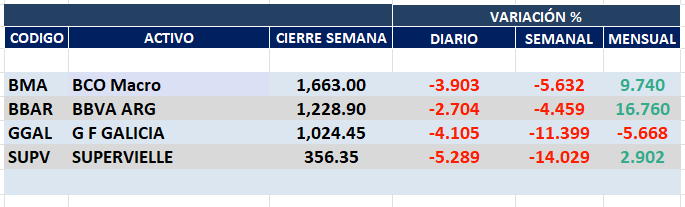 VARIACIÓN %
CODIGO ACTIVO CIERRE SEMANA DIARIO SEMANAL MENSUAL
BMA BCO Macro 1,663.00 -3.903 -5.632 9.740
BBAR BBVA ARG 1,228.90 -2.704 -4.459 16.760
GGAL G F GALICIA 1,024.45 -4.105 -11.399 -5.668
SUPV SUPERVIELLE 356.35 -5.289 -14.029 2.902